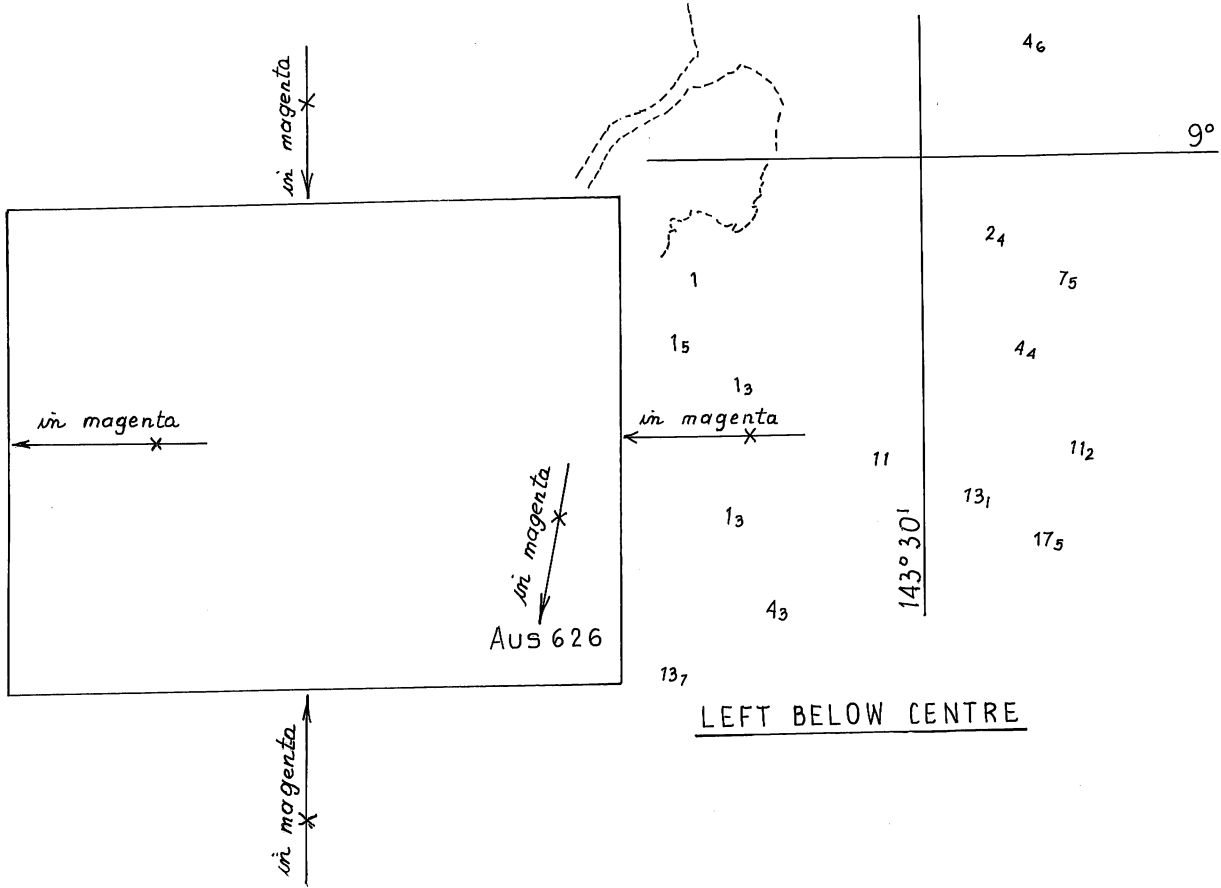 4₆
in magenta
9°
2₄
1
7₅
1₅
4₄
1₃
in magenta
in magenta
11
11₂
13₁
1₃
17₅
in magenta
143° 30'
4₃
Aus 626
13₇
LEFT BELOW CENTRE
in magenta